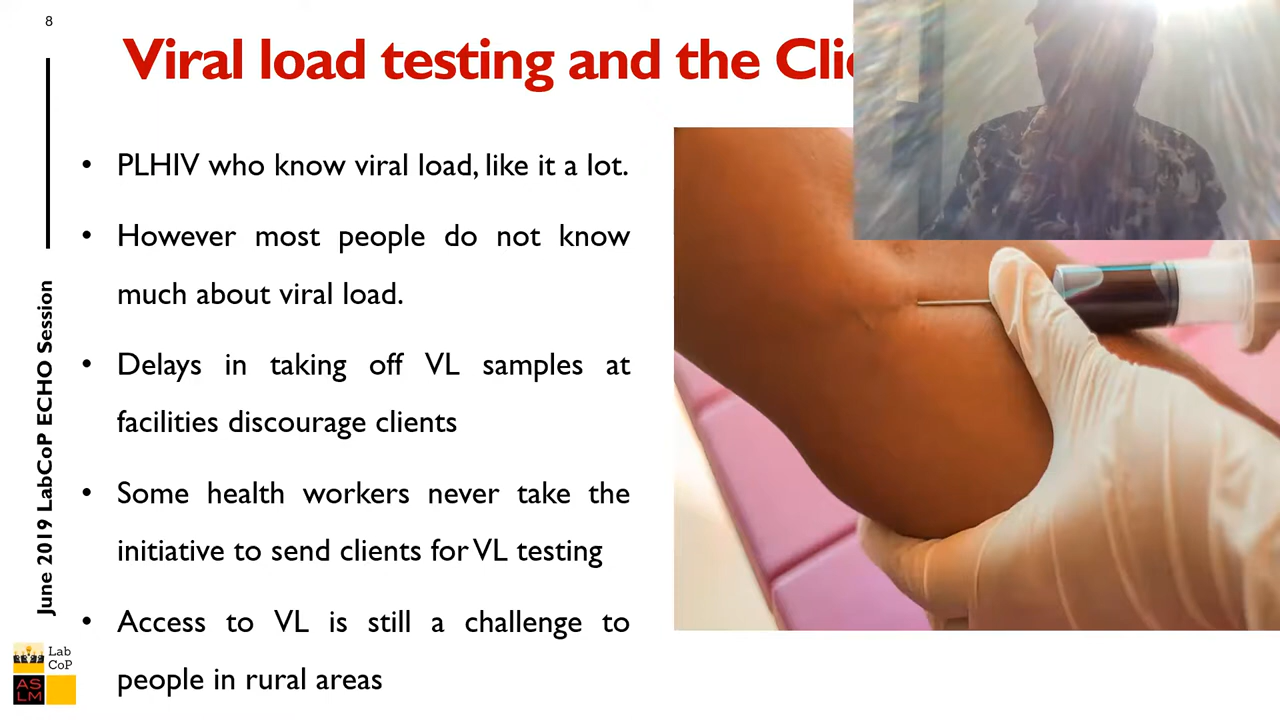 8
Viral load testing and the
• PLHIV who know viral load, like it a lot.
• However most people do not know
much about viral load.
• Delays in taking off VL samples at
facilities discourage clients
• Some health workers never take the
initiative to send clients for VL testing
• Access to VL is still a challenge to
people in rural areas
June 2019 LabCoP ECHO Session
Lab
CoP
AS
LM